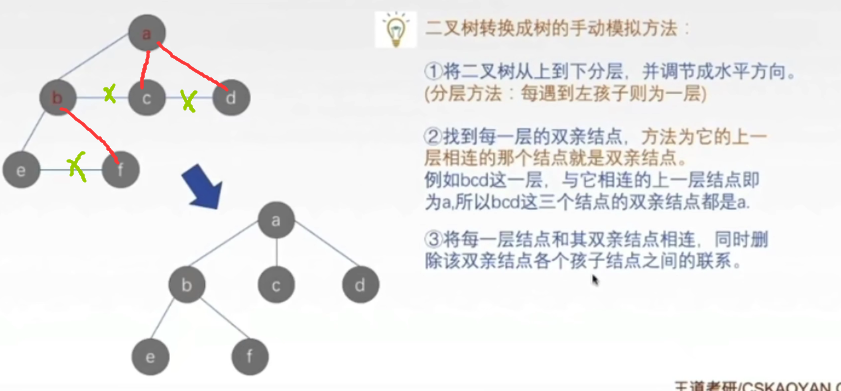 二叉树转换成树的手动模拟方法：
①将二叉树从上到下分层，并调节成水平方向。
(分层方法：每遇到左孩子则为一层)
②找到每一层的双亲结点，方法为它的上一
层相连的那个结点就是双亲结点。
例如bcd这一层，与它相连的上一层结点即
为a,所以bcd这三个结点的双亲结点都是a.
③将每一层结点和其双亲结点相连，同时删
除该双亲结点各个孩子结点之间的联系。
a
b c d
e f
a
b c d
e f
王道考研/CSKAOYAN.C